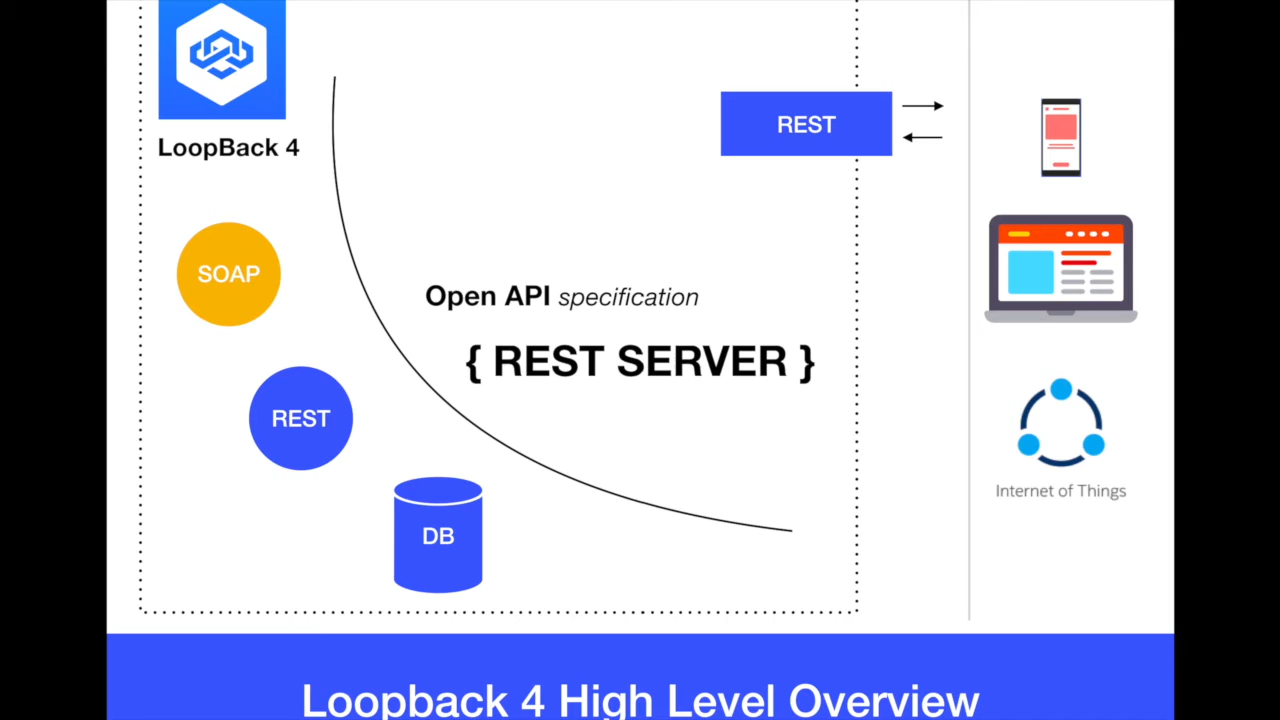 LoopBack 4
REST
SOAP
Open API specification
{ REST SERVER }
REST
DB
Internet of Things
Loopback 4 High Level Overview